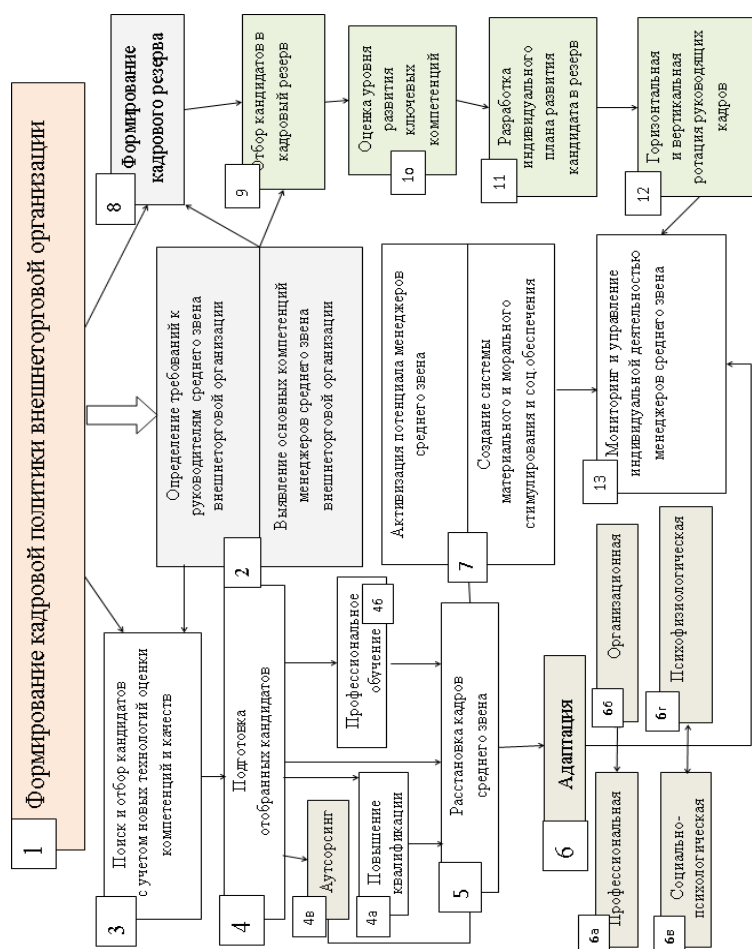 1
Формирование кадровой политики внешнеторговой организации
3
Поиск и отбор кандидатов
с учетом новых технологий оценки
компетенций и качеств
2
Определение требований к
руководителям среднего звена
внешнеторговой организации
Выявление основных компетенций
менеджеров среднего звена
внешнеторговой организации
8
Формирование
кадрового резерва
9
Отбор кандидатов в
кадровый резерв
10
Оценка уровня
развития
ключевых
компетенций
11
Разработка
индивидуального
плана развития
кандидата в резерв
12
Горизонтальная
и вертикальная
ротация руководящих
кадров
4
Подготовка
отобранных кандидатов
4в
Аутсорсинг
4а
Повышение
квалификации
4б
Профессиональное
обучение
5
Расстановка кадров
среднего звена
7
Активизация потенциала менеджеров
среднего звена
Создание системы
материального и морального
стимулирования и соц.обеспечения
6
Адаптация
6а
Профессиональная
6б
Организационная
6в
Социально-
психологическая
6г
Психофизиологическая
13
Мониторинг и управление
индивидуальной деятельностью
менеджеров среднего звена